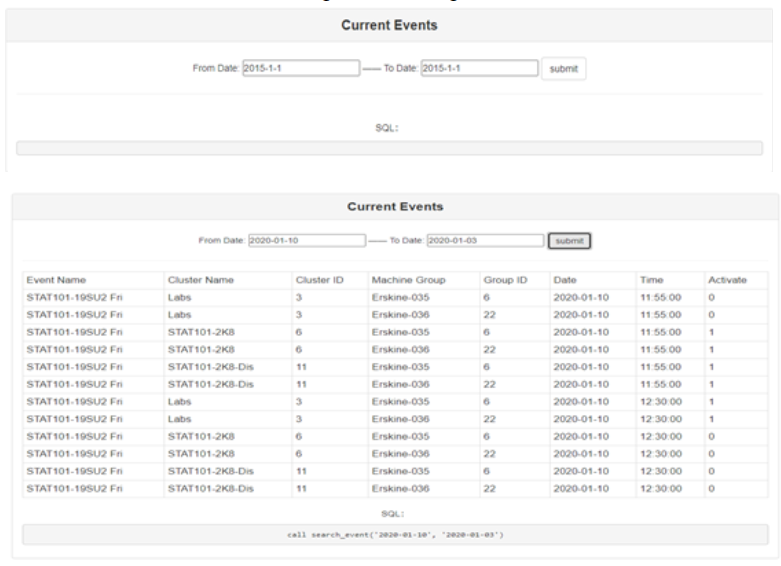 Current Events
From Date: 2015-1-1 —— To Date: 2015-1-1 submit
SQL:
Current Events
From Date: 2020-01-10 —— To Date: 2020-01-03 submit
Event Name Cluster Name Cluster ID Machine Group Group ID Date Time Activate
STAT101-19SU2 Fri Labs 3 Erskine-035 6 2020-01-10 11:55:00 0
STAT101-19SU2 Fri Labs 3 Erskine-036 22 2020-01-10 11:55:00 0
STAT101-19SU2 Fri STAT101-2K8 6 Erskine-035 6 2020-01-10 11:55:00 1
STAT101-19SU2 Fri STAT101-2K8 6 Erskine-036 22 2020-01-10 11:55:00 1
STAT101-19SU2 Fri STAT101-2K8-Dis 11 Erskine-035 6 2020-01-10 11:55:00 1
STAT101-19SU2 Fri STAT101-2K8-Dis 11 Erskine-036 22 2020-01-10 11:55:00 1
STAT101-19SU2 Fri Labs 3 Erskine-035 6 2020-01-10 12:30:00 1
STAT101-19SU2 Fri Labs 3 Erskine-036 22 2020-01-10 12:30:00 1
STAT101-19SU2 Fri STAT101-2K8 6 Erskine-035 6 2020-01-10 12:30:00 0
STAT101-19SU2 Fri STAT101-2K8 6 Erskine-036 22 2020-01-10 12:30:00 0
STAT101-19SU2 Fri STAT101-2K8-Dis 11 Erskine-035 6 2020-01-10 12:30:00 0
STAT101-19SU2 Fri STAT101-2K8-Dis 11 Erskine-036 22 2020-01-10 12:30:00 0
SQL:
call search_event('2020-01-10', '2020-01-03')